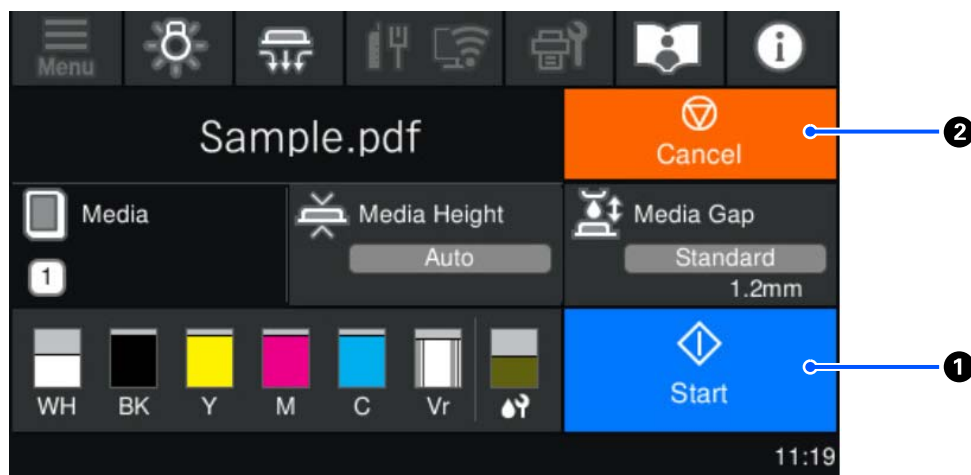 Menu
Sample.pdf
Cancel
2
Media
Media Height
Media Gap
Auto
Standard
1
1.2mm
WH BK Y M C Vr
Start
1
11:19